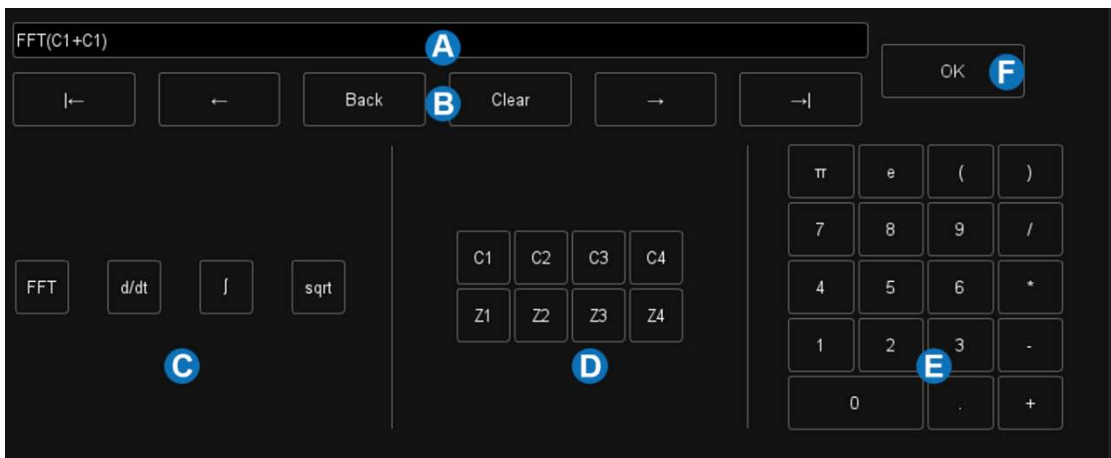 FFT(C1+C1)
A
OK F
|← ← Back B Clear → →|
π e ( )
7 8 9 /
C1 C2 C3 C4
FFT d/dt ∫ sqrt
4 5 6 *
Z1 Z2 Z3 Z4
1 2 3 -
C D E
0 . +